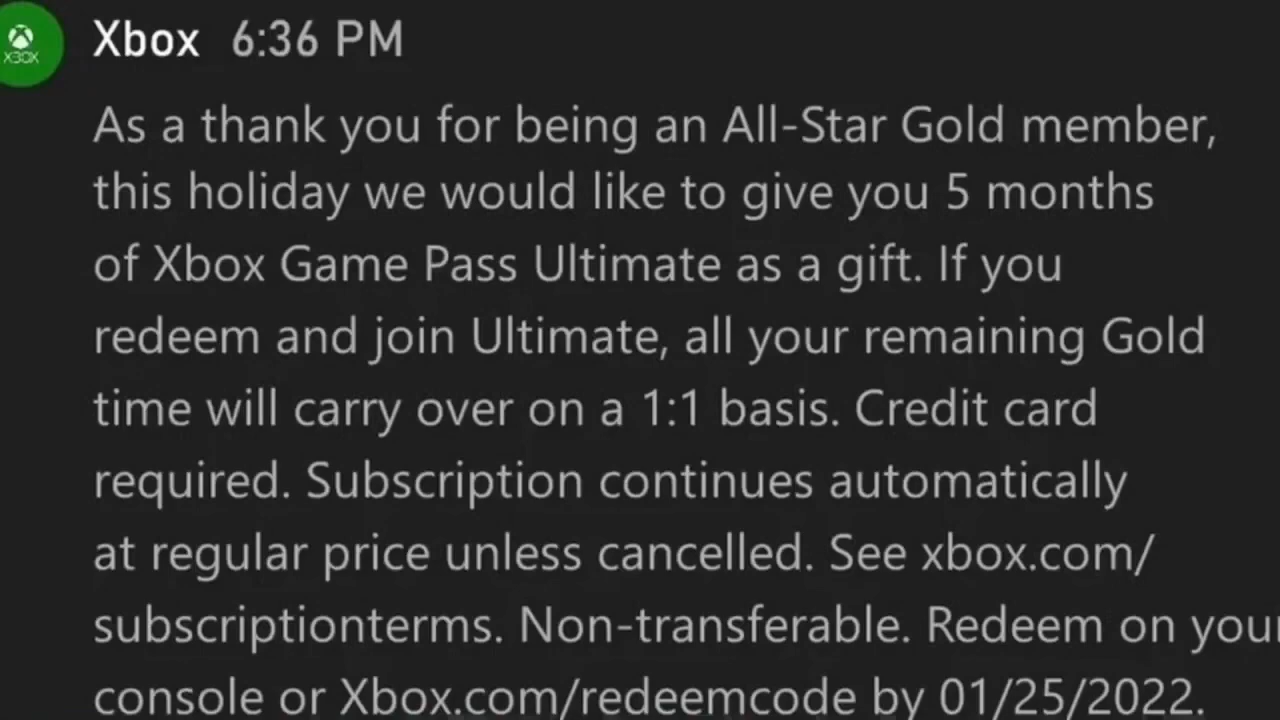 XBOX
Xbox 6:36 PM
As a thank you for being an All-Star Gold member,
this holiday we would like to give you 5 months
of Xbox Game Pass Ultimate as a gift. If you
redeem and join Ultimate, all your remaining Gold
time will carry over on a 1:1 basis. Credit card
required. Subscription continues automatically
at regular price unless cancelled. See xbox.com/
subscriptionterms. Non-transferable. Redeem on your
console or Xbox.com/redeemcode by 01/25/2022.